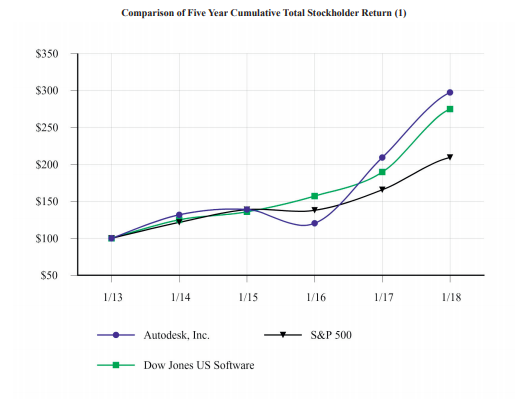 Comparison of Five Year Cumulative Total Stockholder Return (1)
$350
$300
$250
$200
$150
$100
$50
1/13 1/14 1/15 1/16 1/17 1/18
Autodesk, Inc. S&P 500
Dow Jones US Software